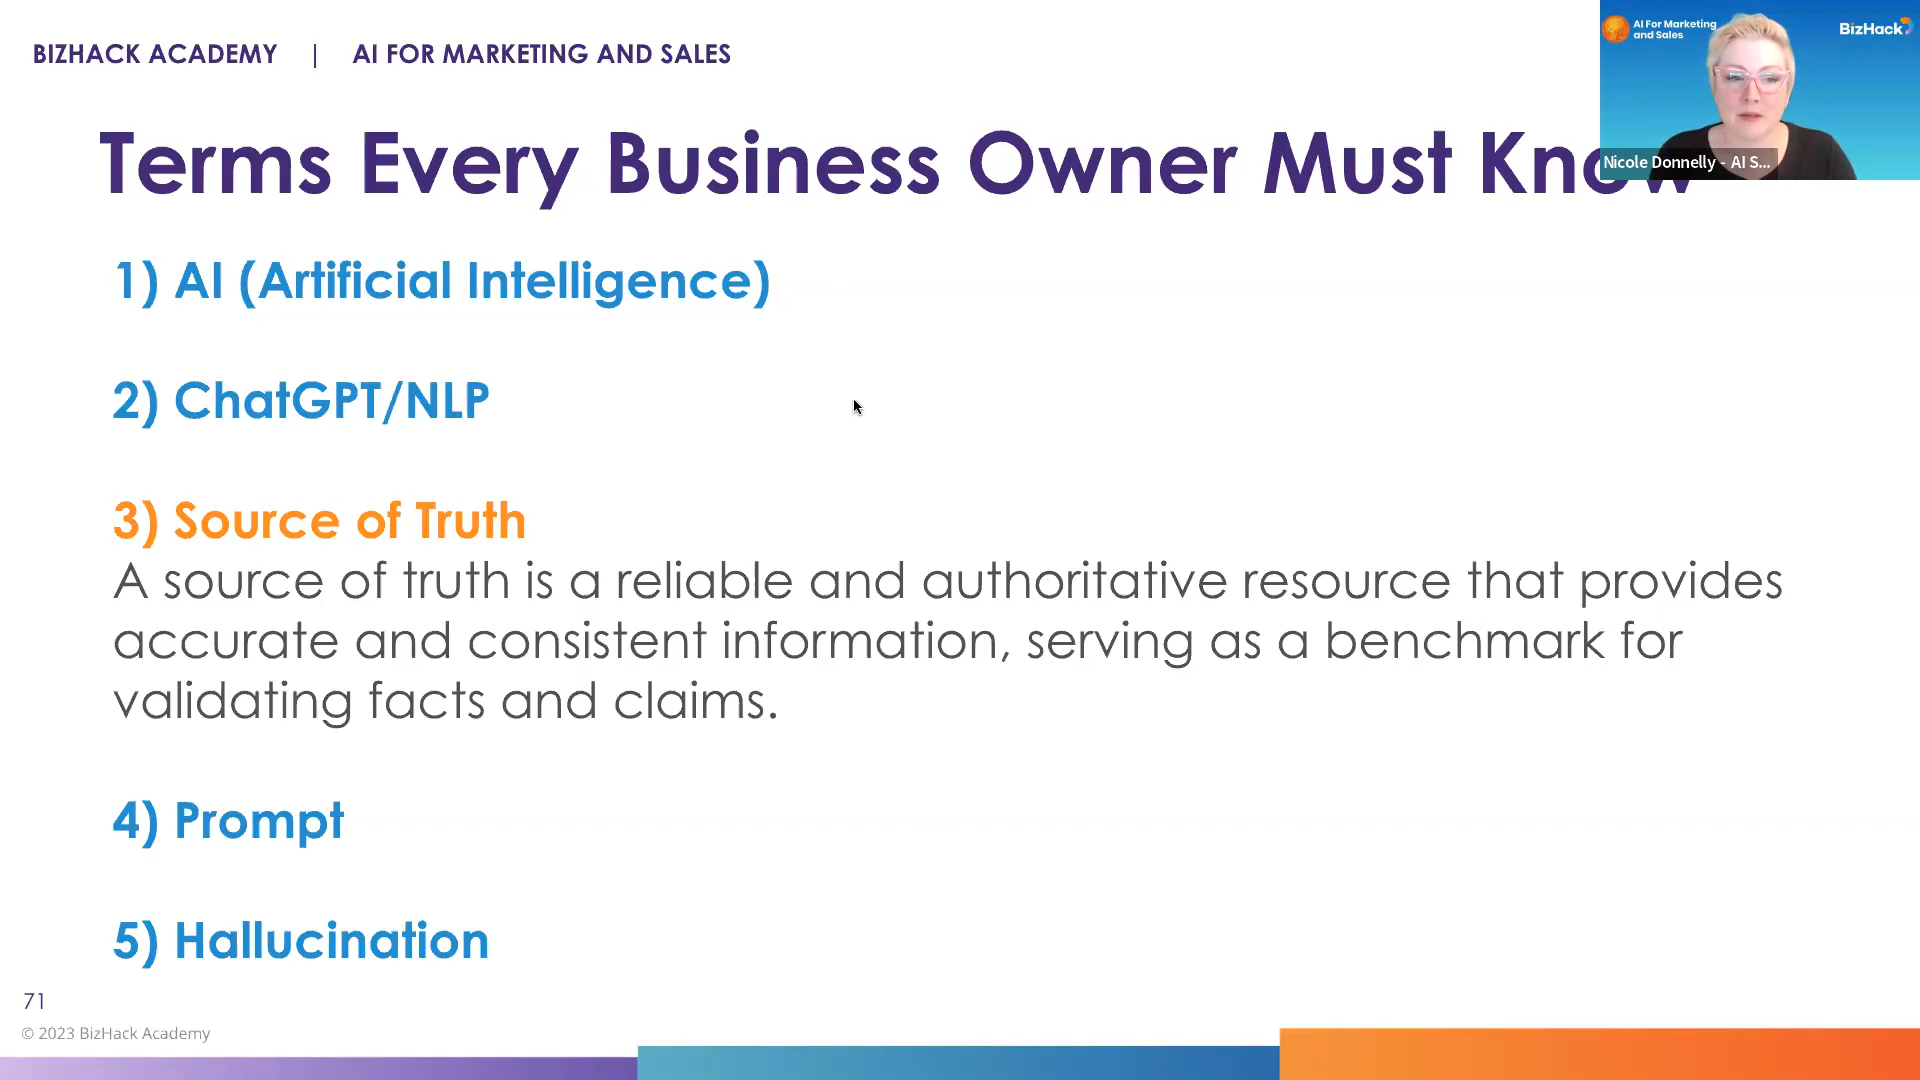 BIZHACK ACADEMY | AI FOR MARKETING AND SALES
AI For Marketing
and Sales
BizHack
Terms Every Business Owner Must Know
Nicole Donnelly - AI S...
1) AI (Artificial Intelligence)
2) ChatGPT/NLP
3) Source of Truth
A source of truth is a reliable and authoritative resource that provides
accurate and consistent information, serving as a benchmark for
validating facts and claims.
4) Prompt
5) Hallucination
71
© 2023 BizHack Academy